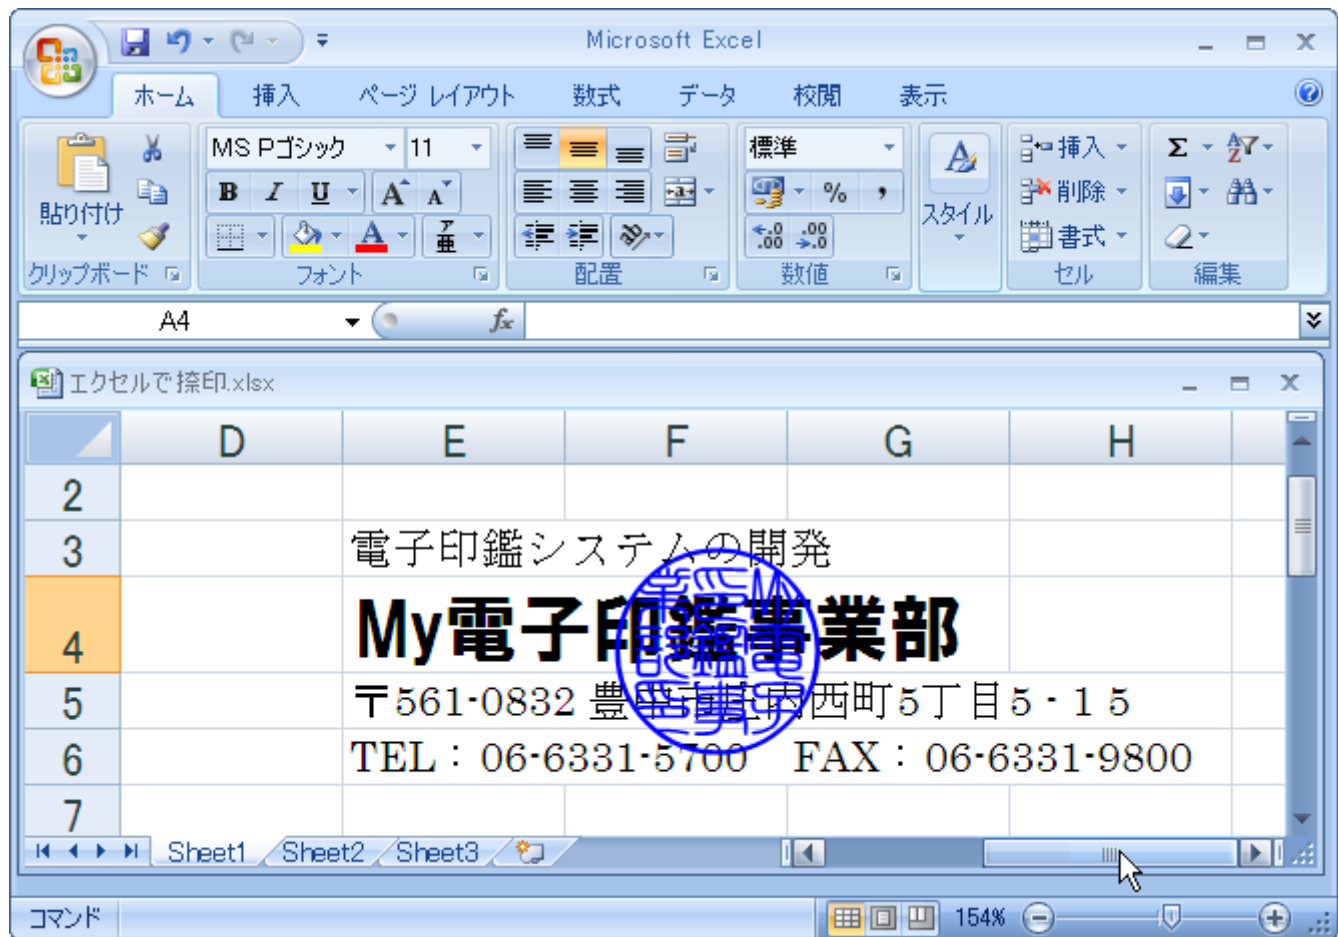 Microsoft Excel
ホーム 挿入 ページ レイアウト 数式 データ 校閲 表示
MS Pゴシック 11 標準 挿入
B I U A A % , 削除
貼り付け スタイル
A ア亜 .00 .0 書式
クリップボード フォント 配置 数値 セル 編集
A4 fx
エクセルで捺印.xlsx
D E F G H
2
3 電子印鑑システムの開発
4 My電子印鑑事業部
5 〒561-0832 豊中市庄内西町5丁目5-15
6 TEL：06-6331-5700 FAX：06-6331-9800
7
Sheet1 Sheet2 Sheet3
コマンド 154%